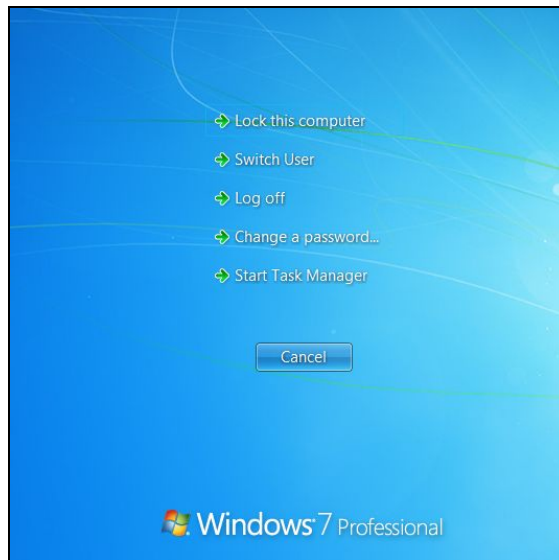 Lock this computer
Switch User
Log off
Change a password...
Start Task Manager
Cancel
Windows 7 Professional